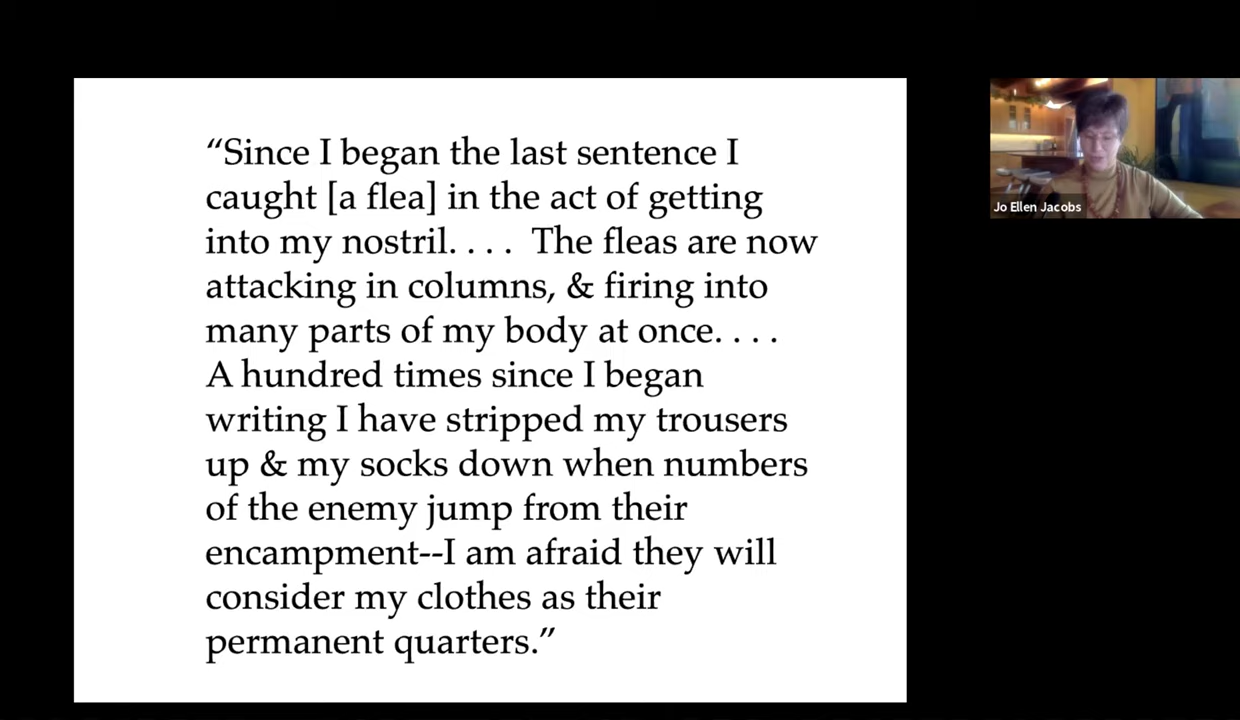 “Since I began the last sentence I
caught [a flea] in the act of getting
into my nostril. . . .  The fleas are now
attacking in columns, & firing into
many parts of my body at once. . . .
A hundred times since I began
writing I have stripped my trousers
up & my socks down when numbers
of the enemy jump from their
encampment--I am afraid they will
consider my clothes as their
permanent quarters.”
Jo Ellen Jacobs